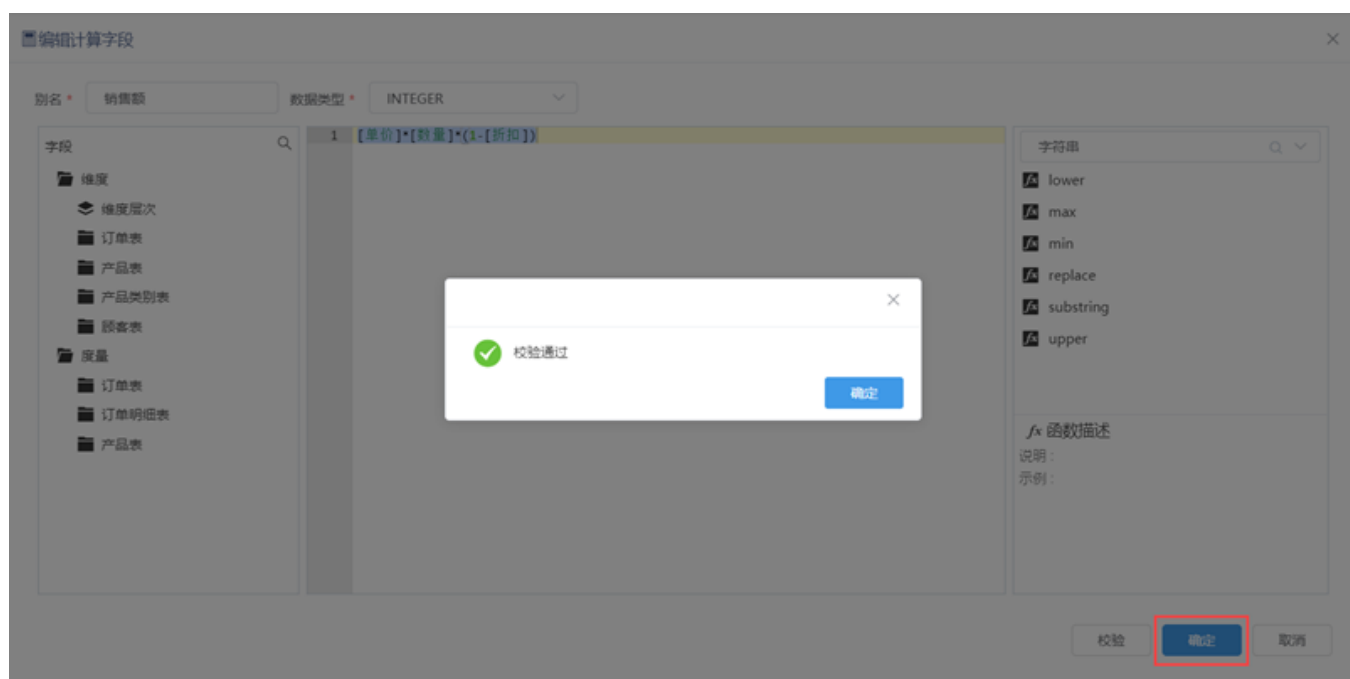 编辑计算字段
别名 * 销售额 数据类型 * INTEGER
字段
维度
维度层次
订单表
产品表
产品类别表
顾客表
度量
订单表
订单明细表
产品表
1 [单价]*[数量]*(1-[折扣])
字符串
lower
max
min
replace
substring
upper
fx 函数描述
说明：
示例：
校验通过
确定
校验 确定 取消